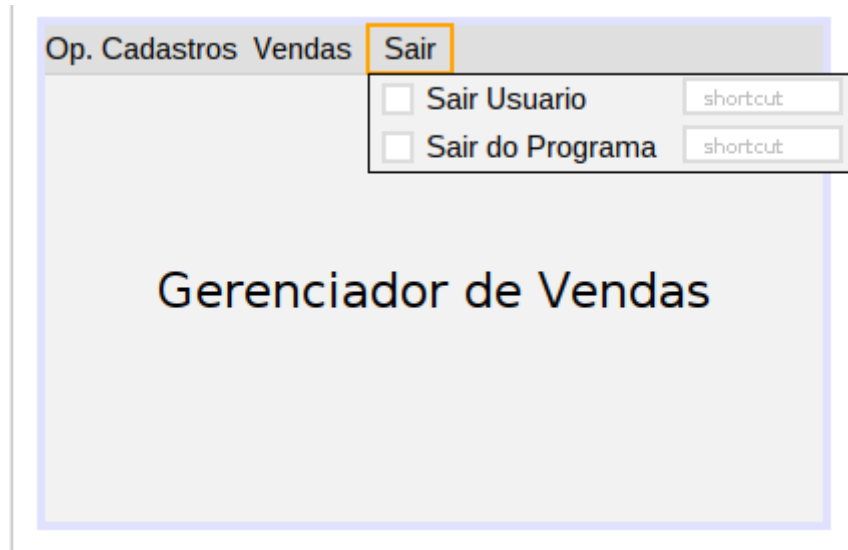 Op. Cadastros Vendas Sair
Sair Usuario shortcut
Sair do Programa shortcut
Gerenciador de Vendas